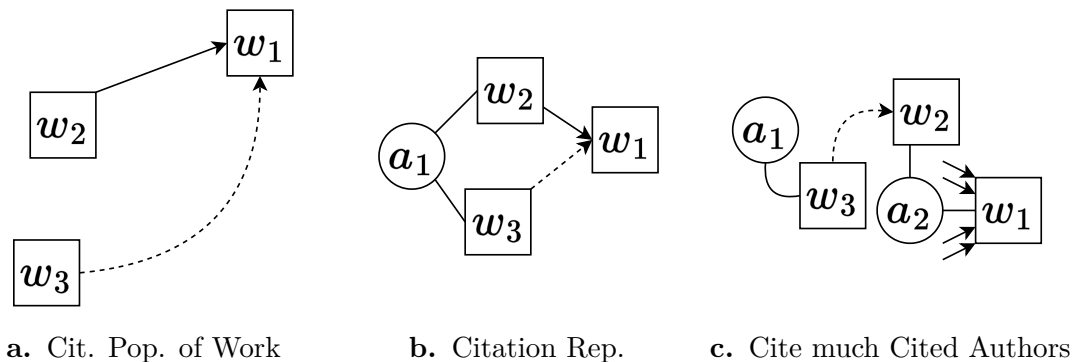 w₁
w₂
w₃
a. Cit. Pop. of Work
w₂
a₁
w₁
w₃
b. Citation Rep.
a₁
w₂
w₃
a₂
w₁
c. Cite much Cited Authors